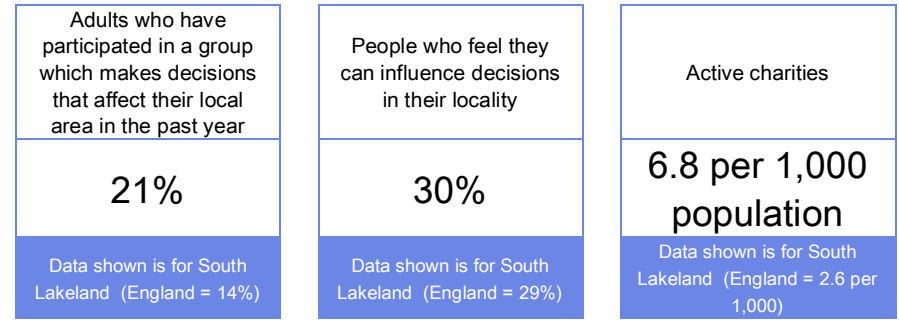 Adults who have
participated in a group
which makes decisions
that affect their local
area in the past year
21%
Data shown is for South
Lakeland (England = 14%)
People who feel they
can influence decisions
in their locality
30%
Data shown is for South
Lakeland (England = 29%)
Active charities
6.8 per 1,000
population
Data shown is for South
Lakeland (England = 2.6 per
1,000)